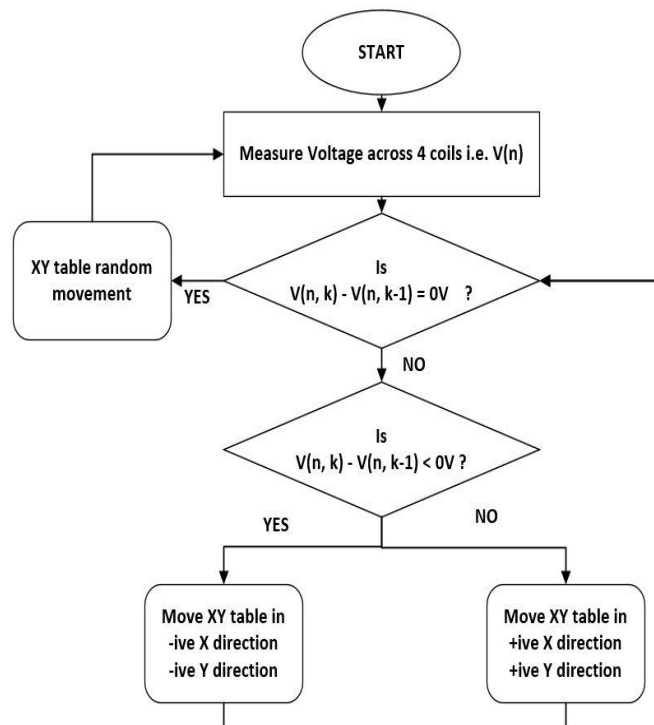 START
Measure Voltage across 4 coils i.e. V(n)
XY table random
movement
YES
Is
V(n, k) - V(n, k-1) = 0V ?
NO
Is
V(n, k) - V(n, k-1) < 0V ?
YES
NO
Move XY table in
-ive X direction
-ive Y direction
Move XY table in
+ive X direction
+ive Y direction